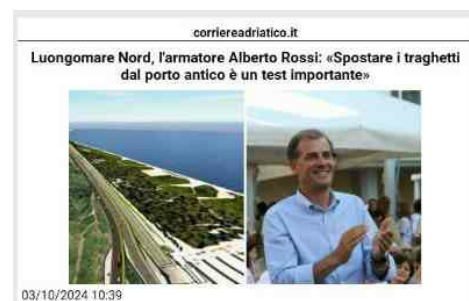 corriereadriatico.it
Luongomare Nord, l'armatore Alberto Rossi: «Spostare i traghetti
dal porto antico è un test importante»
03/10/2024 10:39